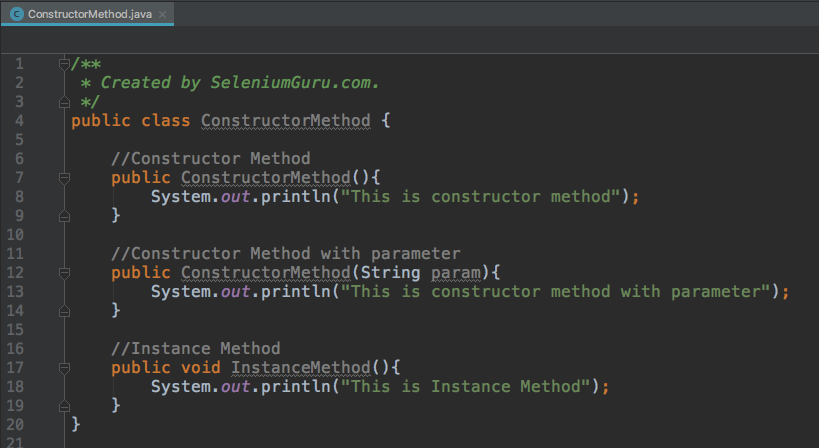 ConstructorMethod.java
1 /**
2  * Created by SeleniumGuru.com.
3  */
4 public class ConstructorMethod {
5
6     //Constructor Method
7     public ConstructorMethod(){
8         System.out.println("This is constructor method");
9     }
10
11     //Constructor Method with parameter
12     public ConstructorMethod(String param){
13         System.out.println("This is constructor method with parameter");
14     }
15
16     //Instance Method
17     public void InstanceMethod(){
18         System.out.println("This is Instance Method");
19     }
20 }
21